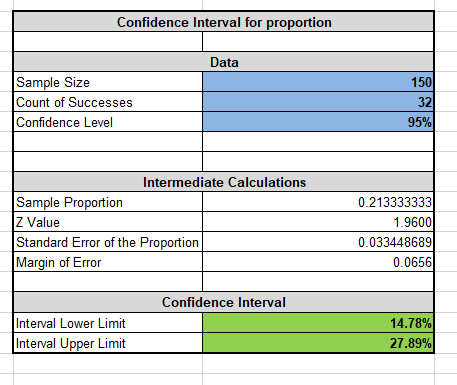 Confidence Interval for proportion
Data
Sample Size 150
Count of Successes 32
Confidence Level 95%
Intermediate Calculations
Sample Proportion 0.213333333
Z Value 1.9600
Standard Error of the Proportion 0.033448689
Margin of Error 0.0656
Confidence Interval
Interval Lower Limit 14.78%
Interval Upper Limit 27.89%